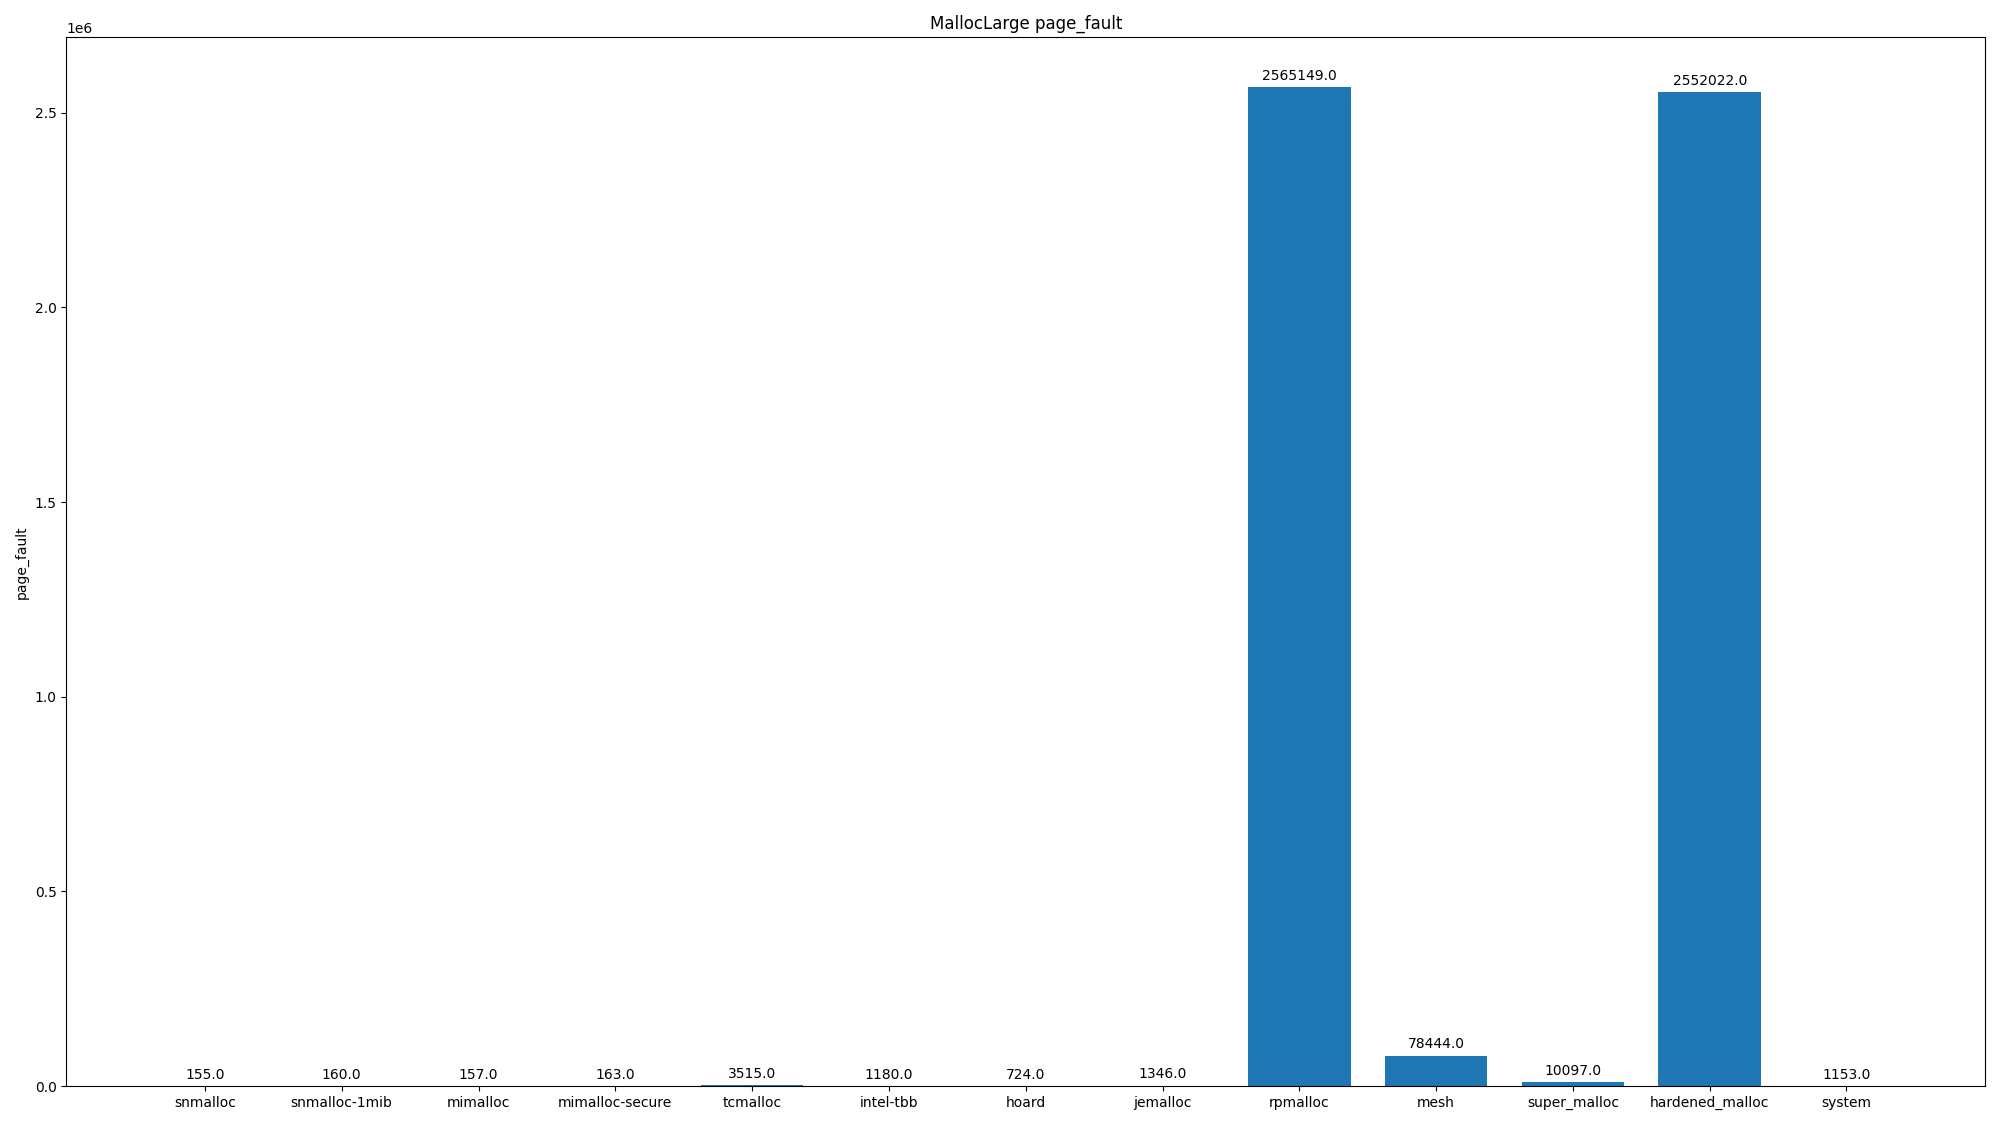 MallocLarge page_fault
1e6
2565149.0
2552022.0
2.5
2.0
1.5
page_fault
1.0
0.5
78444.0
155.0 160.0 157.0 163.0 3515.0 1180.0 724.0 1346.0 10097.0 1153.0
0.0
snmalloc snmalloc-1mib mimalloc mimalloc-secure tcmalloc intel-tbb hoard jemalloc rpmalloc mesh super_malloc hardened_malloc system